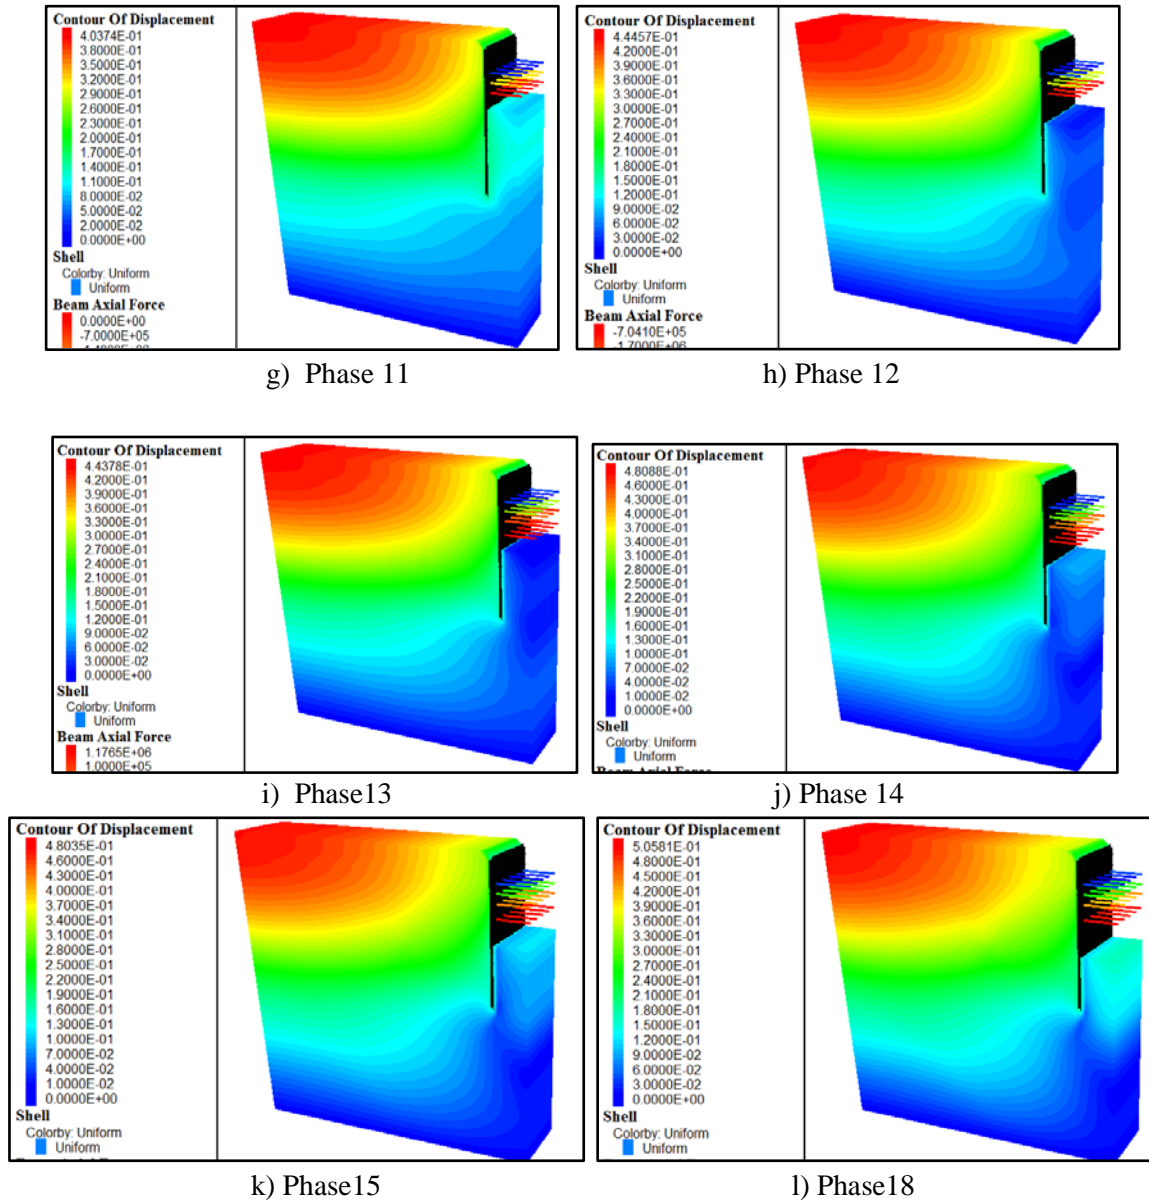 Contour Of Displacement
4.0374E-01
3.8000E-01
3.5000E-01
3.2000E-01
2.9000E-01
2.6000E-01
2.3000E-01
2.0000E-01
1.7000E-01
1.4000E-01
1.1000E-01
8.0000E-02
5.0000E-02
2.0000E-02
0.0000E+00
Shell
Colorby: Uniform
Uniform
Beam Axial Force
0.0000E+00
-7.0000E+05
g) Phase 11
Contour Of Displacement
4.4457E-01
4.2000E-01
3.9000E-01
3.6000E-01
3.3000E-01
3.0000E-01
2.7000E-01
2.4000E-01
2.1000E-01
1.8000E-01
1.5000E-01
1.2000E-01
9.0000E-02
6.0000E-02
3.0000E-02
0.0000E+00
Shell
Colorby: Uniform
Uniform
Beam Axial Force
-7.0410E+05
-1.7000E+06
h) Phase 12
Contour Of Displacement
4.4378E-01
4.2000E-01
3.9000E-01
3.6000E-01
3.3000E-01
3.0000E-01
2.7000E-01
2.4000E-01
2.1000E-01
1.8000E-01
1.5000E-01
1.2000E-01
9.0000E-02
6.0000E-02
3.0000E-02
0.0000E+00
Shell
Colorby: Uniform
Uniform
Beam Axial Force
1.1765E+06
1.0000E+05
i) Phase13
Contour Of Displacement
4.8088E-01
4.6000E-01
4.3000E-01
4.0000E-01
3.7000E-01
3.4000E-01
3.1000E-01
2.8000E-01
2.5000E-01
2.2000E-01
1.9000E-01
1.6000E-01
1.3000E-01
1.0000E-01
7.0000E-02
4.0000E-02
1.0000E-02
0.0000E+00
Shell
Colorby: Uniform
Uniform
Beam Axial Force
j) Phase 14
Contour Of Displacement
4.8035E-01
4.6000E-01
4.3000E-01
4.0000E-01
3.7000E-01
3.4000E-01
3.1000E-01
2.8000E-01
2.5000E-01
2.2000E-01
1.9000E-01
1.6000E-01
1.3000E-01
1.0000E-01
7.0000E-02
4.0000E-02
1.0000E-02
0.0000E+00
Shell
Colorby: Uniform
Uniform
k) Phase15
Contour Of Displacement
5.0581E-01
4.8000E-01
4.5000E-01
4.2000E-01
3.9000E-01
3.6000E-01
3.3000E-01
3.0000E-01
2.7000E-01
2.4000E-01
2.1000E-01
1.8000E-01
1.5000E-01
1.2000E-01
9.0000E-02
6.0000E-02
3.0000E-02
0.0000E+00
Shell
Colorby: Uniform
Uniform
l) Phase18